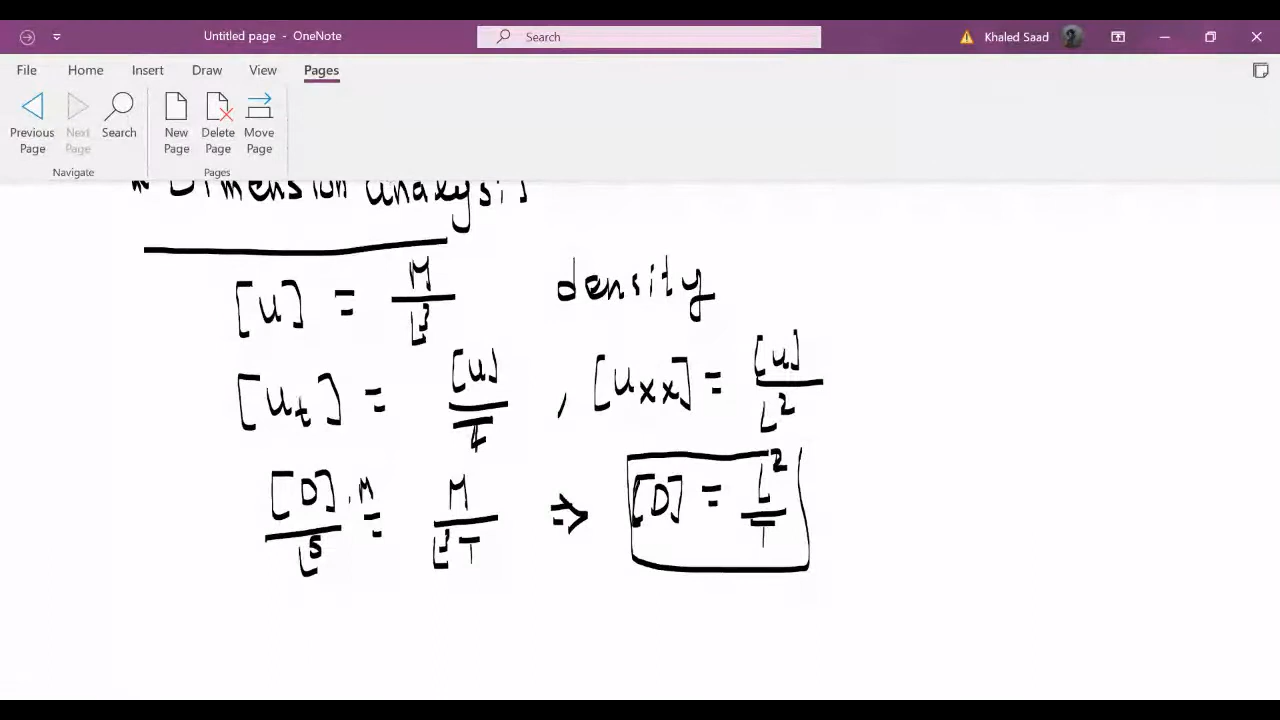 Untitled page - OneNote
Search
Khaled Saad
File Home Insert Draw View Pages
Previous Page
Next Page
Search
New Page
Delete Page
Move Page
Navigate
Pages
Dimension analysis
[U] = M/L³ density
[U_t] = [U]/T , [U_xx] = [U]/L²
[D]/L⁵ · M = M/L³T ⇒ [D] = L²/T